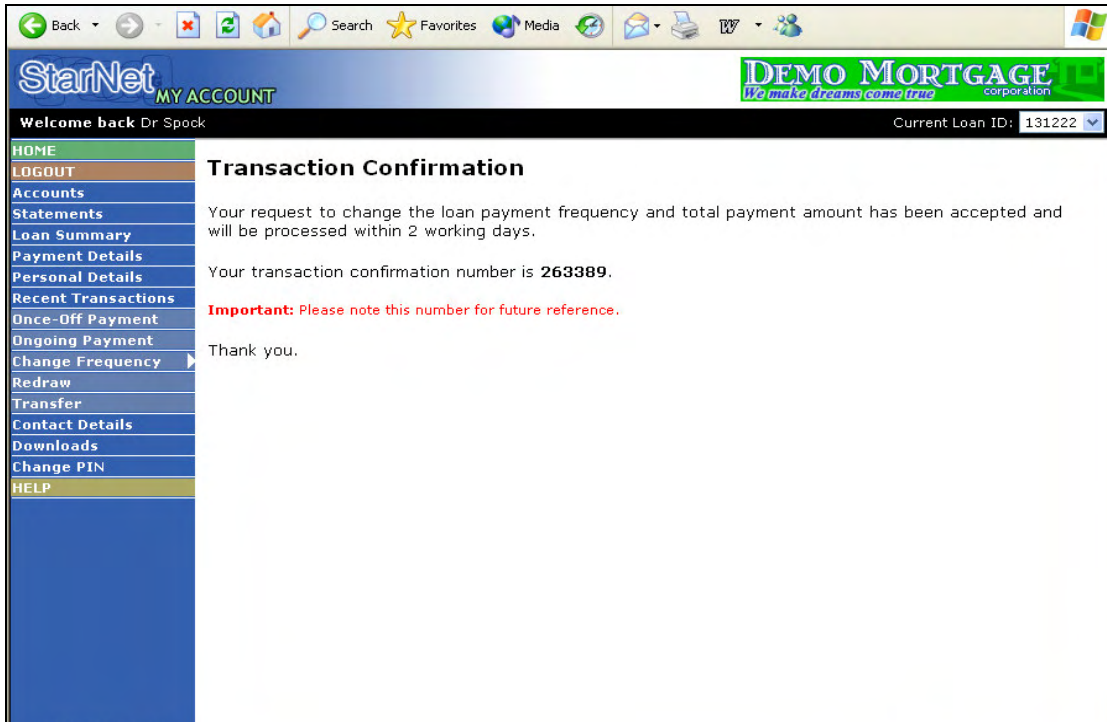 Back Search Favorites Media
StarNet MY ACCOUNT
DEMO MORTGAGE
We make dreams come true corporation
Welcome back Dr Spock Current Loan ID: 131222
HOME
LOGOUT
Accounts
Statements
Loan Summary
Payment Details
Personal Details
Recent Transactions
Once-Off Payment
Ongoing Payment
Change Frequency
Redraw
Transfer
Contact Details
Downloads
Change PIN
HELP
Transaction Confirmation
Your request to change the loan payment frequency and total payment amount has been accepted and
will be processed within 2 working days.
Your transaction confirmation number is 263389.
Important: Please note this number for future reference.
Thank you.